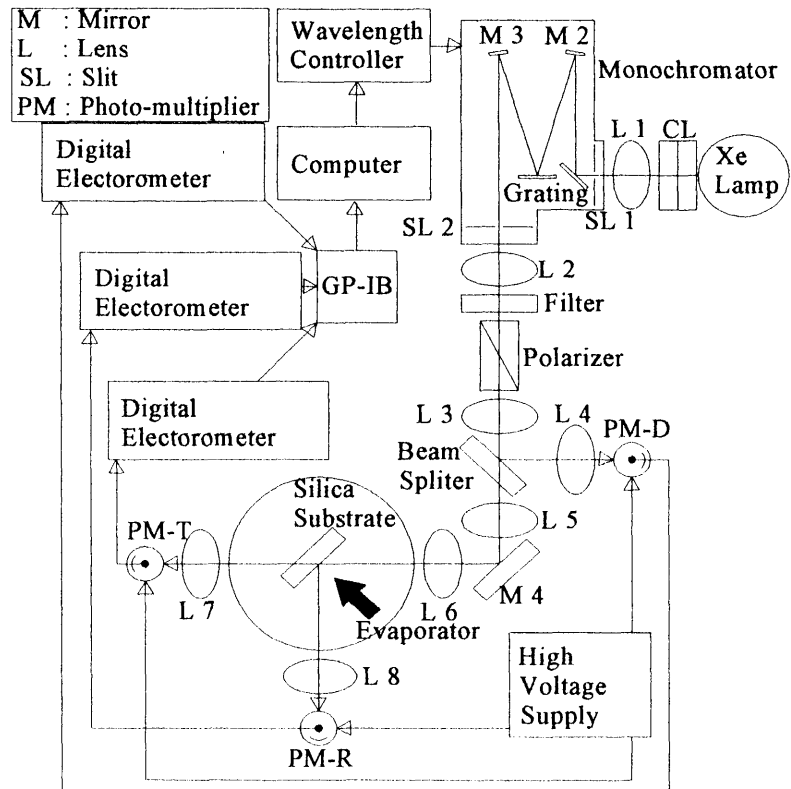 M : Mirror
L : Lens
SL : Slit
PM : Photo-multiplier
Wavelength
Controller
M 3
M 2
Monochromator
L 1
CL
Xe
Lamp
Digital
Electorometer
Computer
Grating
SL 1
SL 2
Digital
Electorometer
GP-IB
L 2
Filter
Polarizer
Digital
Electorometer
L 3
L 4
PM-D
Beam
Spliter
Silica
Substrate
L 5
PM-T
M 4
L 7
L 6
Evaporator
High
Voltage
Supply
L 8
PM-R